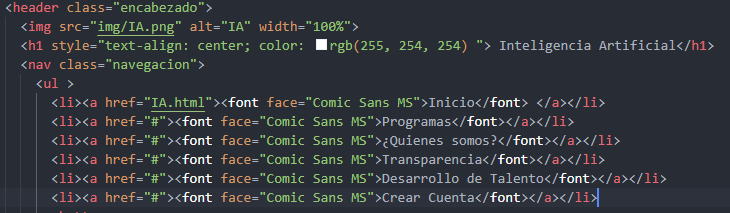 <header class="encabezado">
<img src="img/IA.png" alt="IA" width="100%">
<h1 style="text-align: center; color: rgb(255, 254, 254) "> Inteligencia Artificial</h1>
<nav class="navegacion">
<ul >
<li><a href="IA.html"><font face="Comic Sans MS">Inicio</font> </a></li>
<li><a href="#"><font face="Comic Sans MS">Programas</font></a></li>
<li><a href="#"><font face="Comic Sans MS">¿Quienes somos?</font></a></li>
<li><a href="#"><font face="Comic Sans MS">Transparencia</font></a></li>
<li><a href="#"><font face="Comic Sans MS">Desarrollo de Talento</font></a></li>
<li><a href="#"><font face="Comic Sans MS">Crear Cuenta</font></a></li>